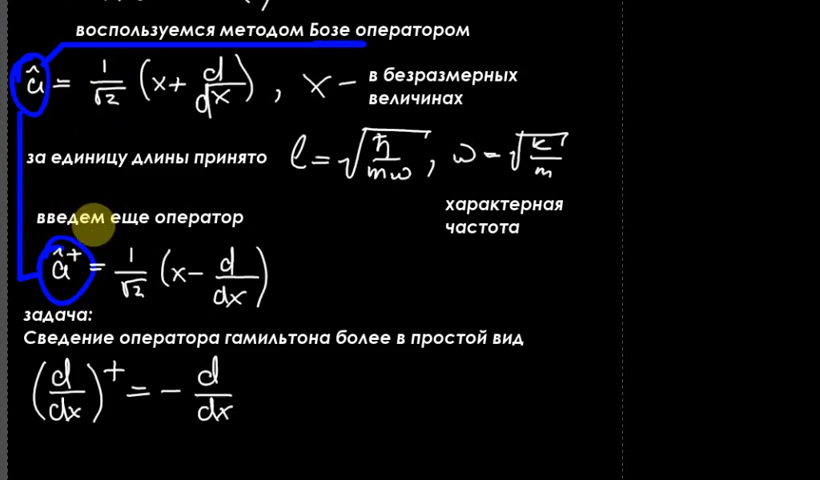 воспользуемся методом Бозе оператором
â = 1/√2 (x + d/dx), x — в безразмерных
величинах
за единицу длины принято l = √(ħ/mω), ω = √(k/m)
характерная
частота
введем еще оператор
â⁺ = 1/√2 (x − d/dx)
задача:
Сведение оператора гамильтона более в простой вид
(d/dx)⁺ = − d/dx